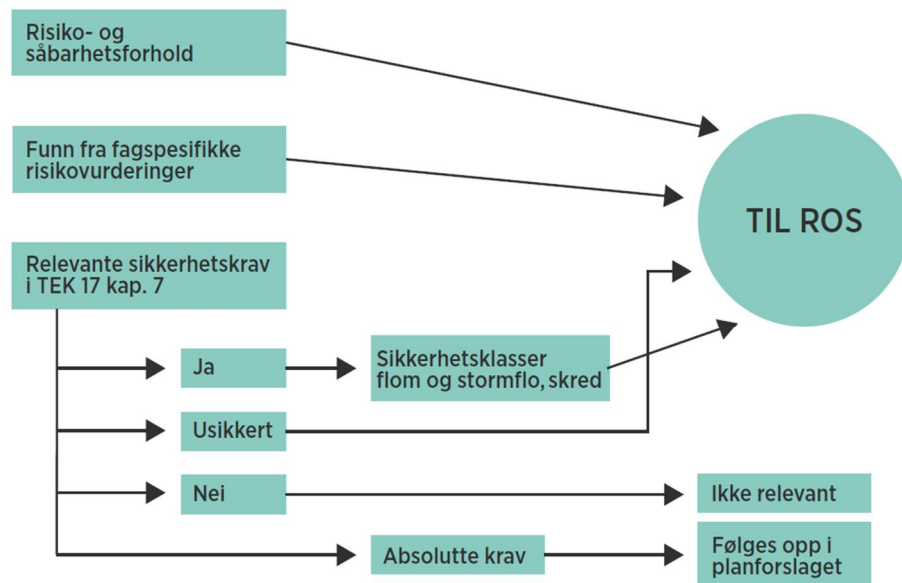 Risiko- og
såbarhetsforhold
Funn fra fagspesifikke
risikovurderinger
TIL ROS
Relevante sikkerhetskrav
i TEK 17 kap. 7
Ja
Sikkerhetsklasser
flom og stormflo, skred
Usikkert
Nei
Ikke relevant
Absolutte krav
Følges opp i
planforslaget